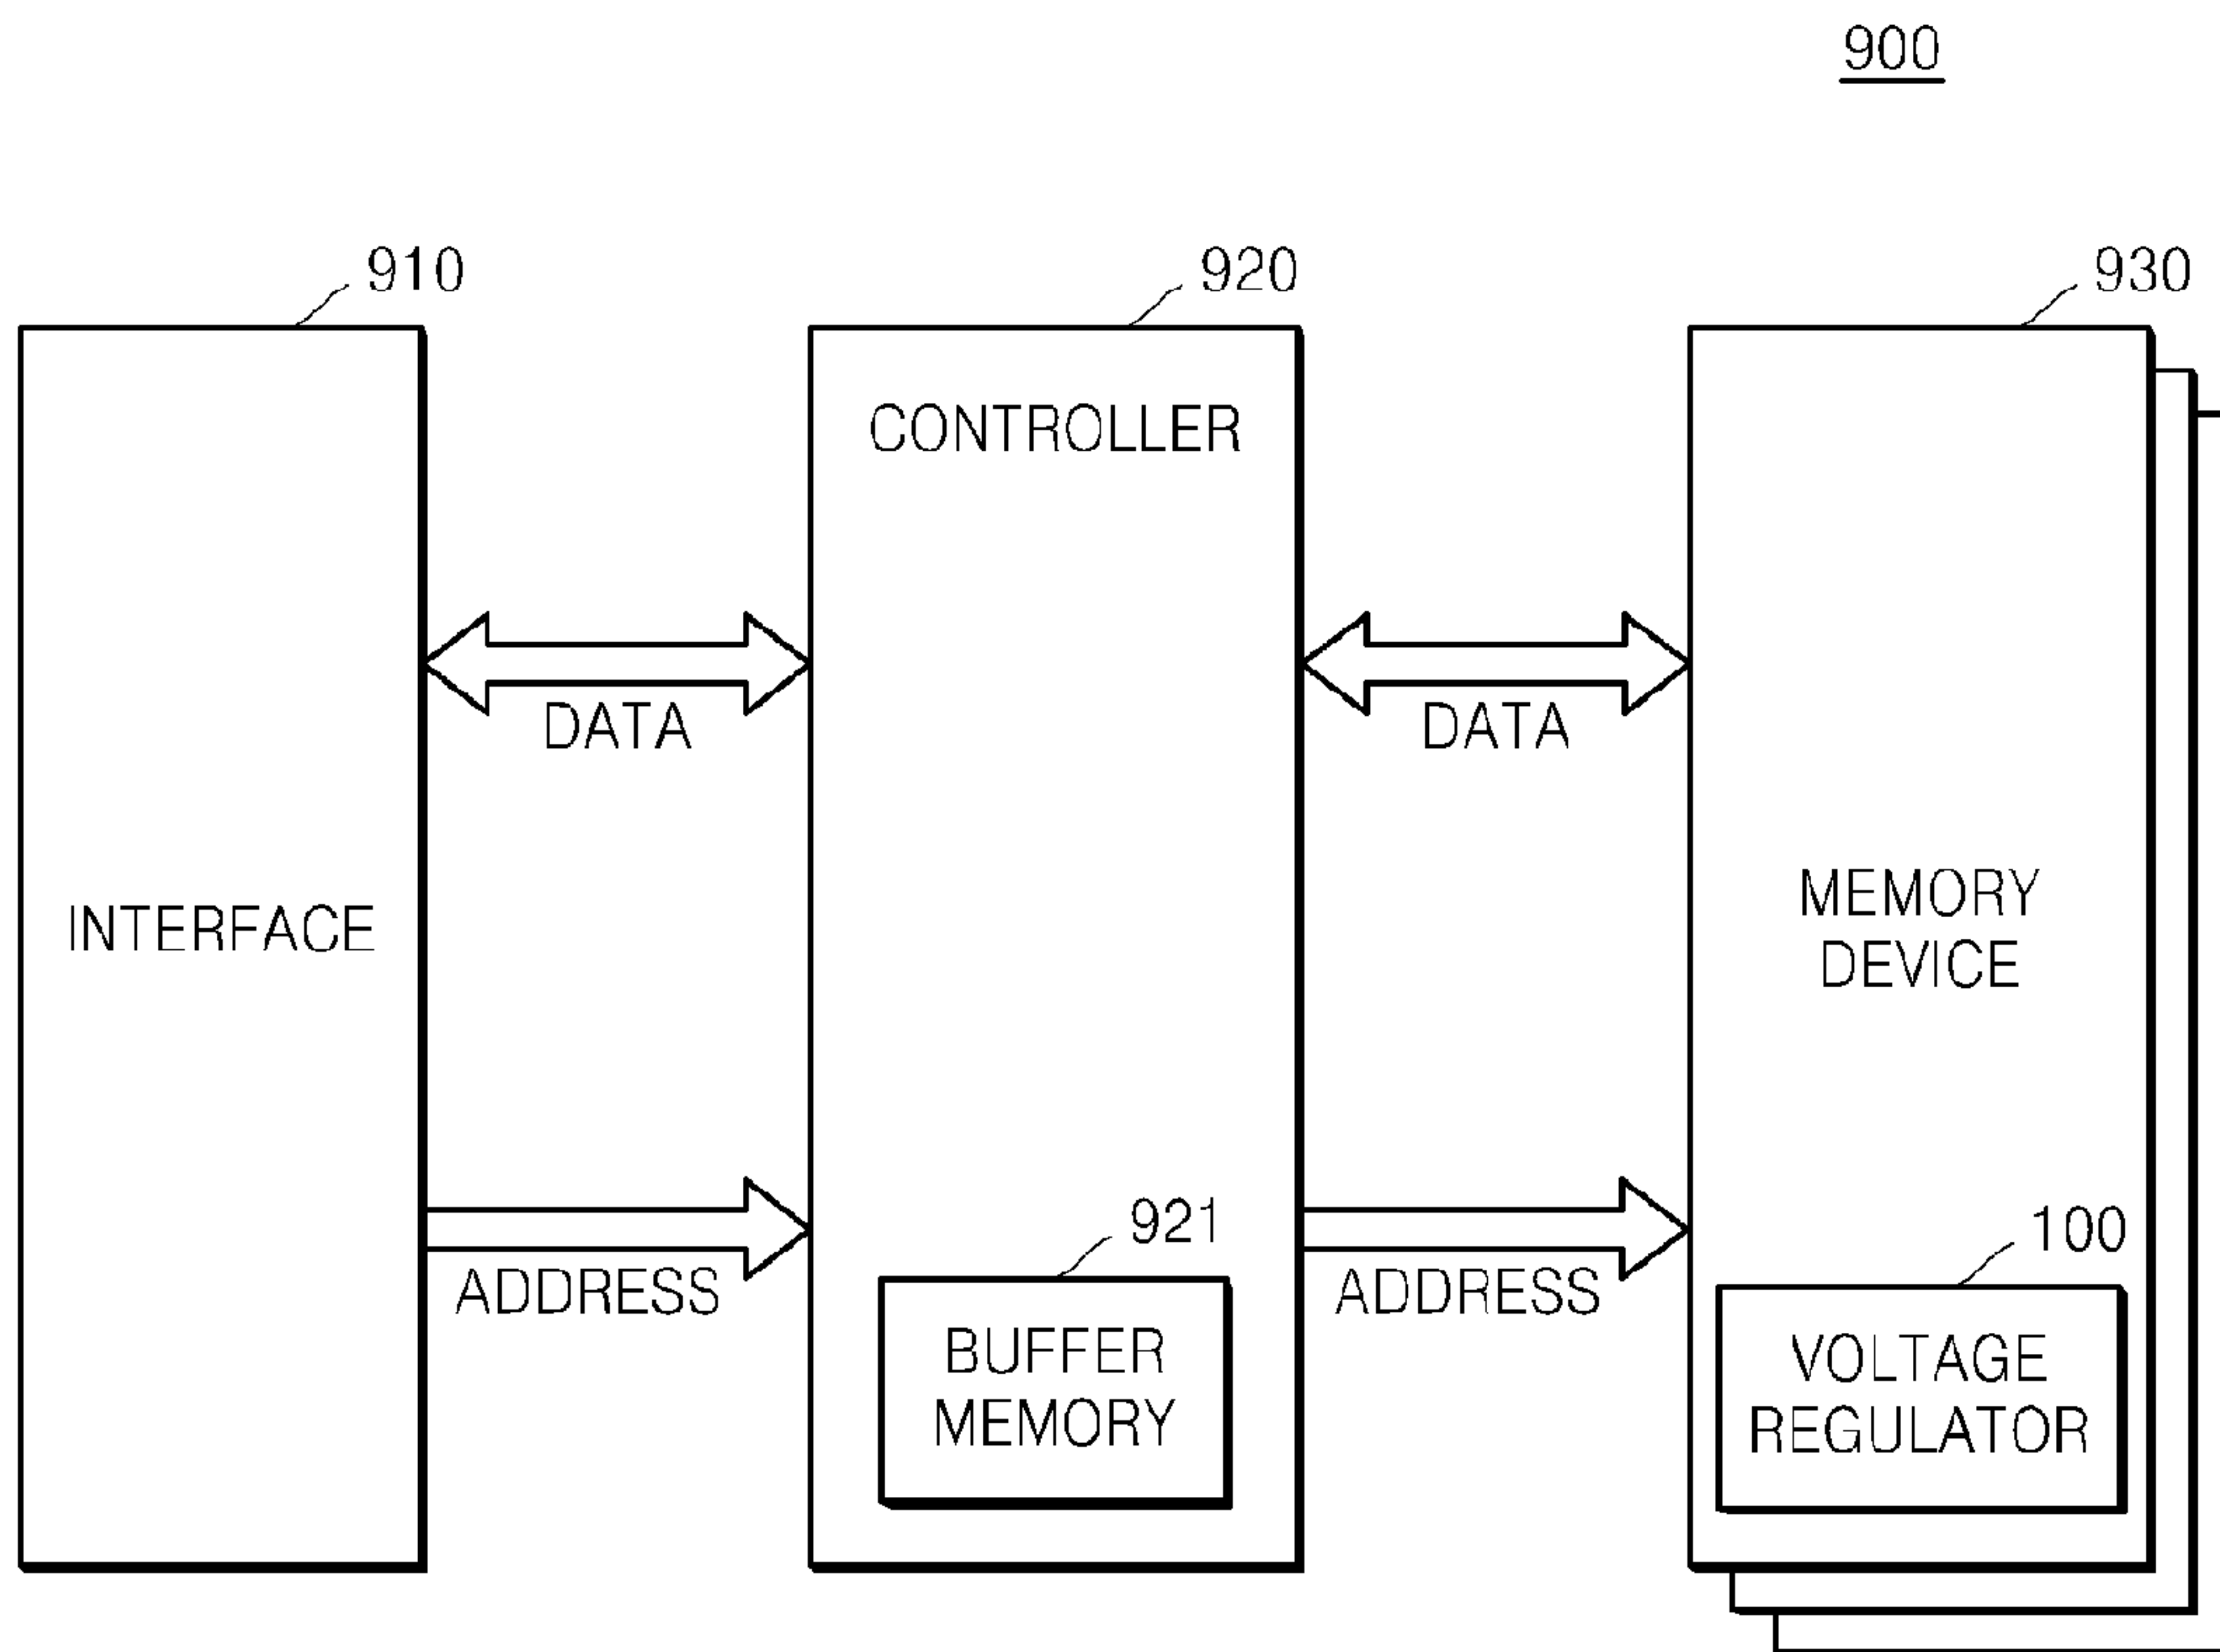 900
910
920
930
CONTROLLER
DATA
DATA
INTERFACE
MEMORY
DEVICE
921
100
ADDRESS
ADDRESS
BUFFER
MEMORY
VOLTAGE
REGULATOR